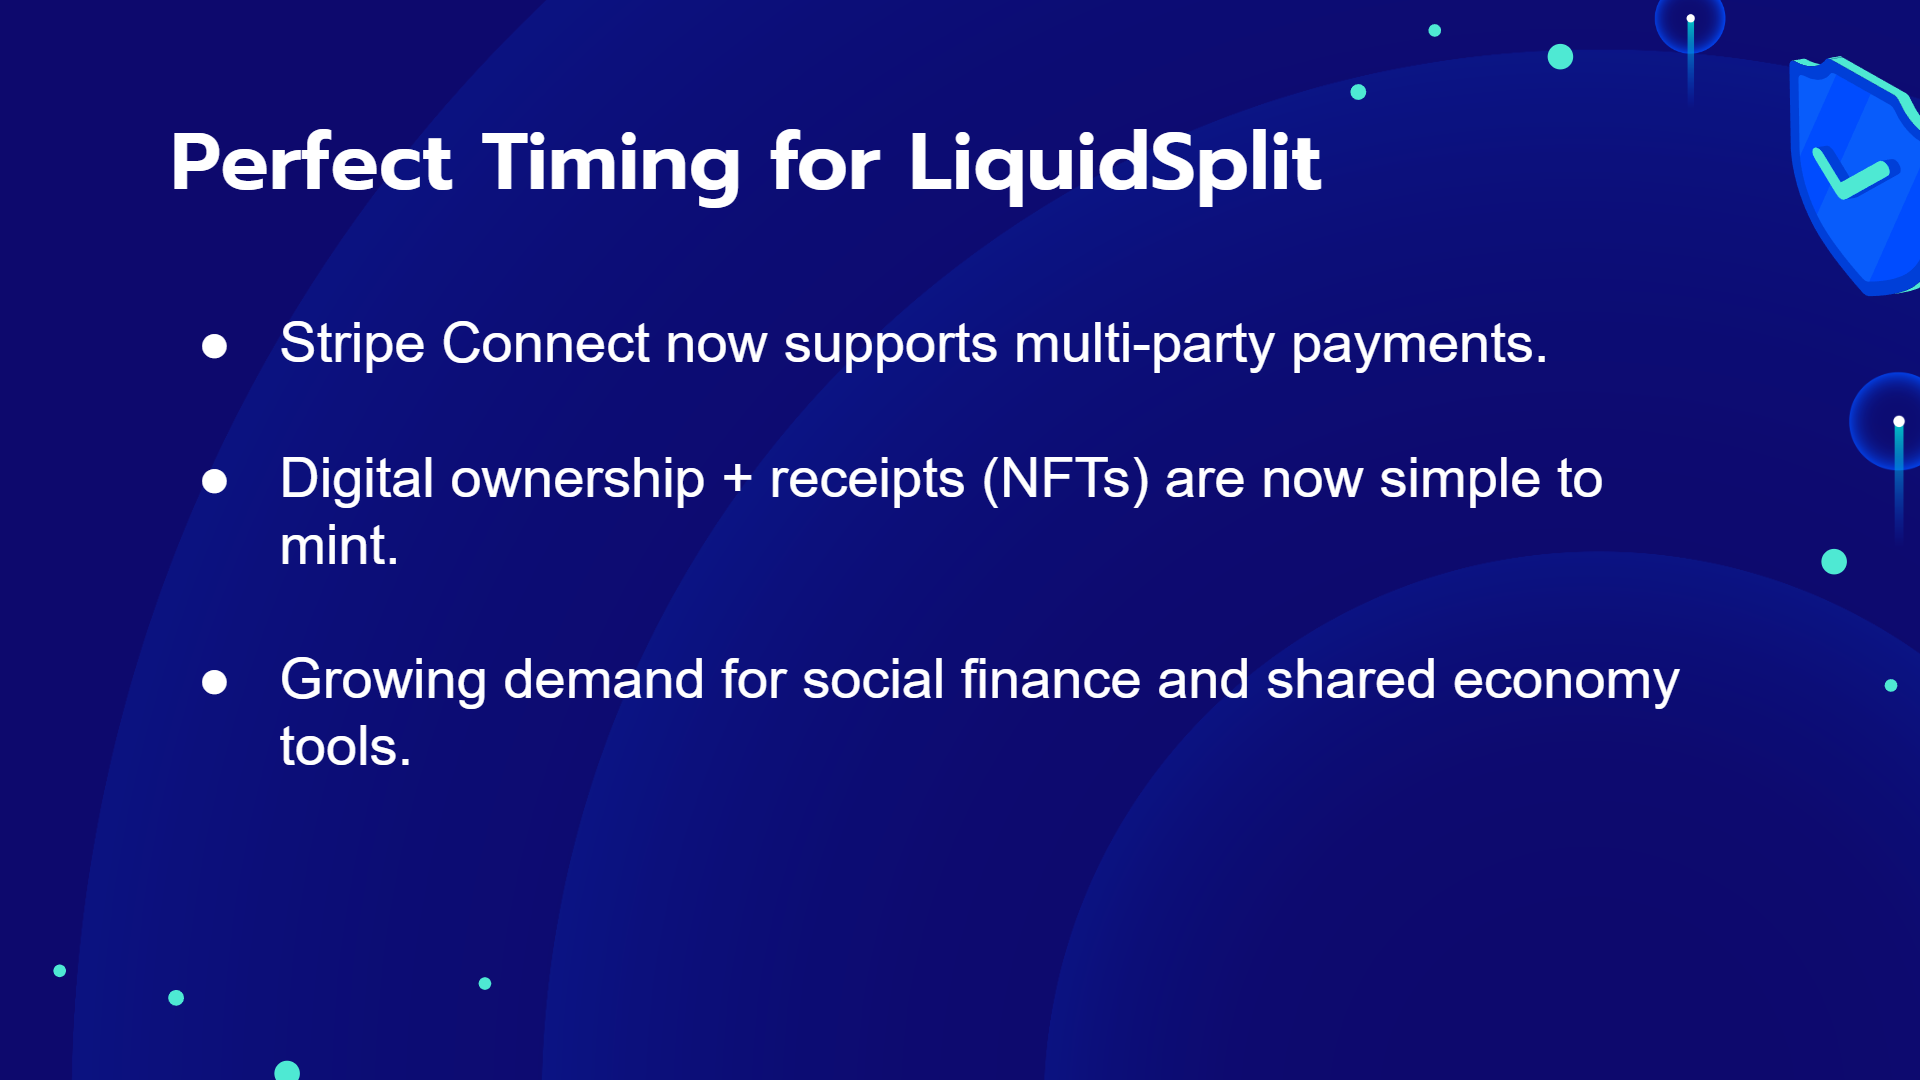 Perfect Timing for LiquidSplit
● Stripe Connect now supports multi-party payments.
● Digital ownership + receipts (NFTs) are now simple to
mint.
● Growing demand for social finance and shared economy
tools.